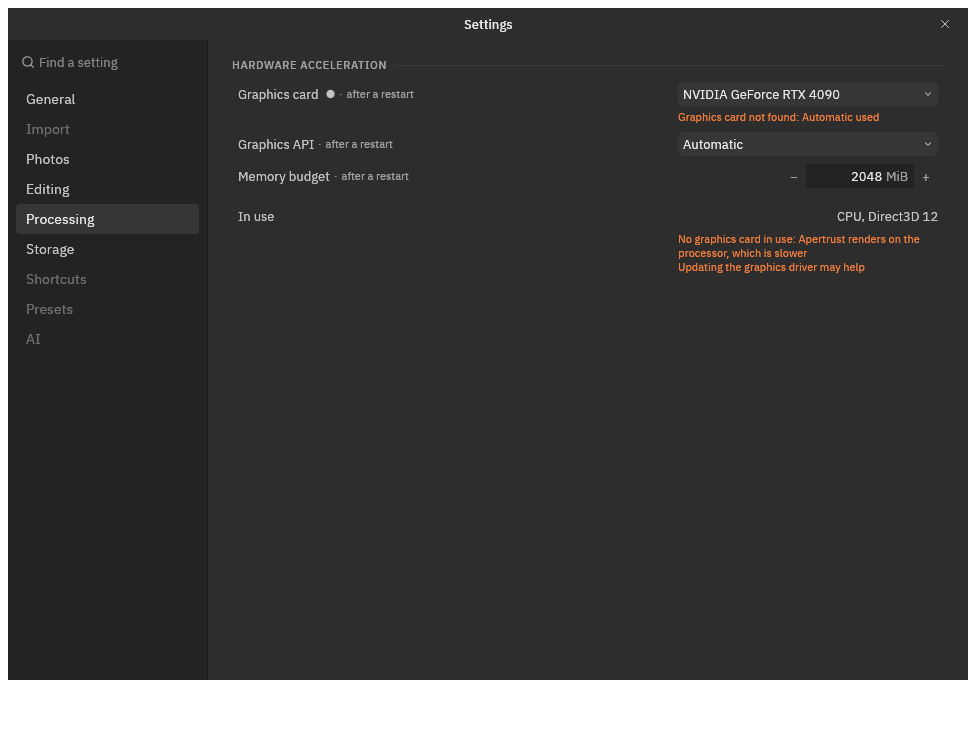 Settings
Find a setting
General
Import
Photos
Editing
Processing
Storage
Shortcuts
Presets
AI
HARDWARE ACCELERATION
Graphics card · after a restart
NVIDIA GeForce RTX 4090
Graphics card not found: Automatic used
Graphics API · after a restart
Automatic
Memory budget · after a restart
− 2048 MiB +
In use
CPU, Direct3D 12
No graphics card in use: Apertrust renders on the
processor, which is slower
Updating the graphics driver may help